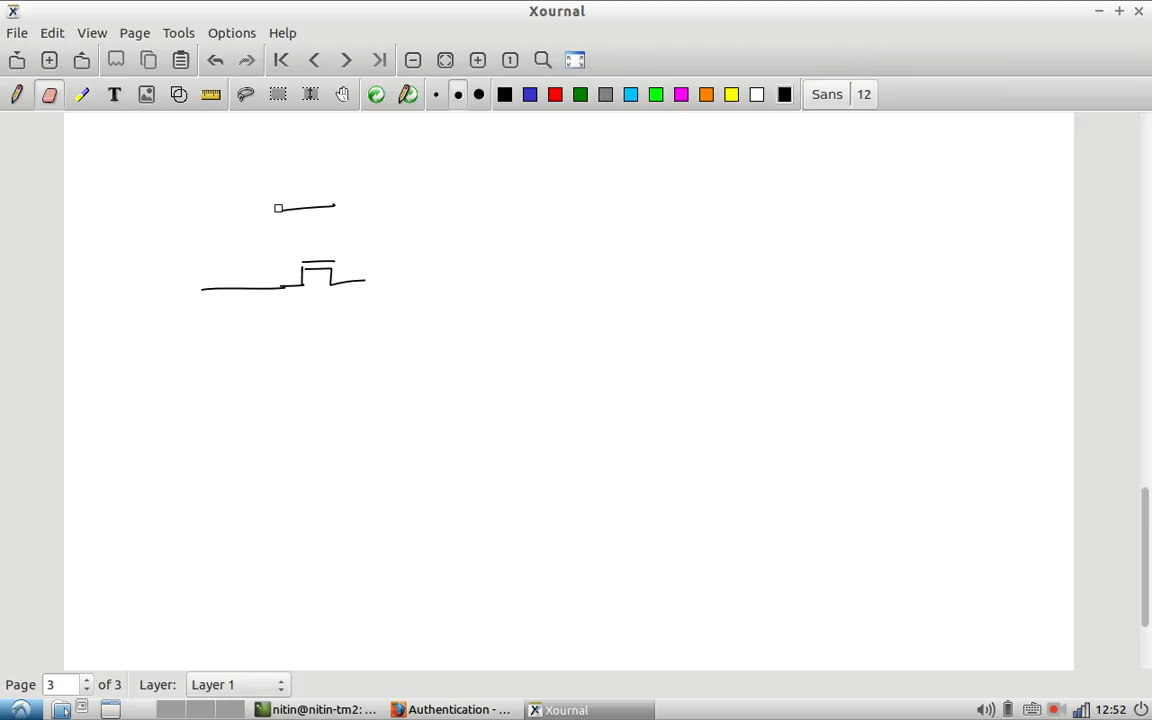 Xournal
File Edit View Page Tools Options Help
Sans 12
Page 3 of 3 Layer: Layer 1
nitin@nitin-tm2: ... Authentication - ... Xournal 12:52